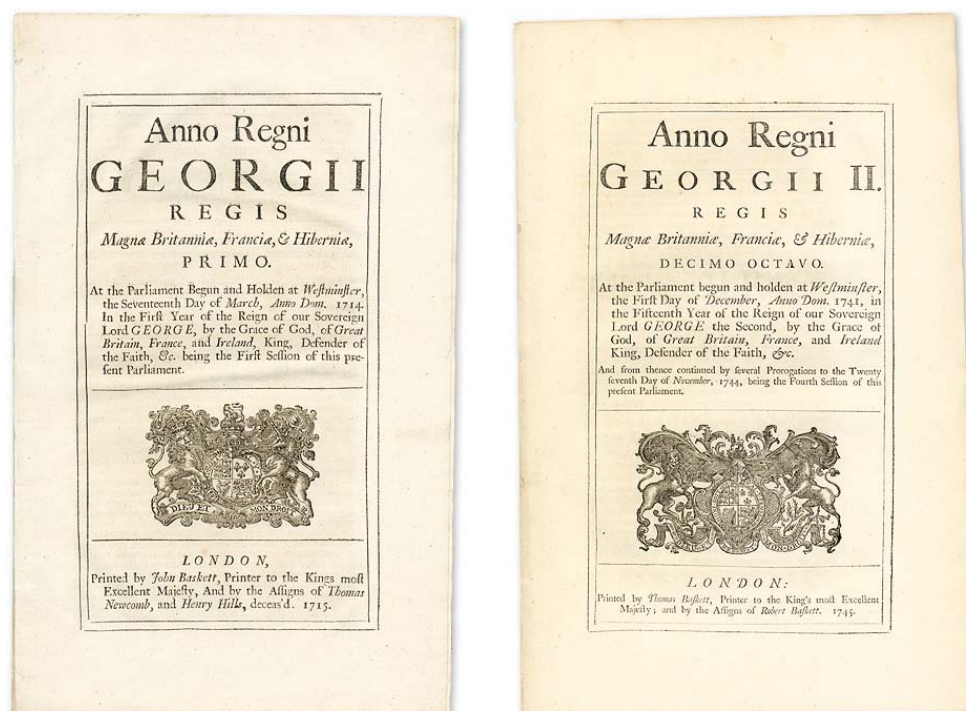 Anno Regni
GEORGII
REGIS
Magnæ Britanniæ, Franciæ, & Hiberniæ,
PRIMO.
At the Parliament Begun and Holden at Weſtminſter,
the Seventeenth Day of March, Anno Dom. 1714.
In the Firſt Year of the Reign of our Sovereign
Lord GEORGE, by the Grace of God, of Great
Britain, France, and Ireland, King, Defender of
the Faith, &c. being the Firſt Seſſion of this pre-
ſent Parliament.
DIEU ET MON DROIT
LONDON,
Printed by John Baskett, Printer to the Kings moſt
Excellent Majeſty, And by the Aſſigns of Thomas
Newcomb, and Henry Hills, deceas'd. 1715.
Anno Regni
GEORGII II.
REGIS
Magnæ Britanniæ, Franciæ, & Hiberniæ,
DECIMO OCTAVO.
At the Parliament begun and holden at Weſtminſter,
the Firſt Day of December, Anno Dom. 1741, in
the Fifteenth Year of the Reign of our Sovereign
Lord GEORGE the Second, by the Grace of
God, of Great Britain, France, and Ireland
King, Defender of the Faith, &c.
And from thence continued by ſeveral Prorogations to the Twenty
ſeventh Day of November, 1744, being the Fourth Seſſion of this
preſent Parliament.
LONDON:
Printed by Thomas Baſkett, Printer to the King's moſt Excellent
Majeſty; and by the Aſſigns of Robert Baſkett. 1745.